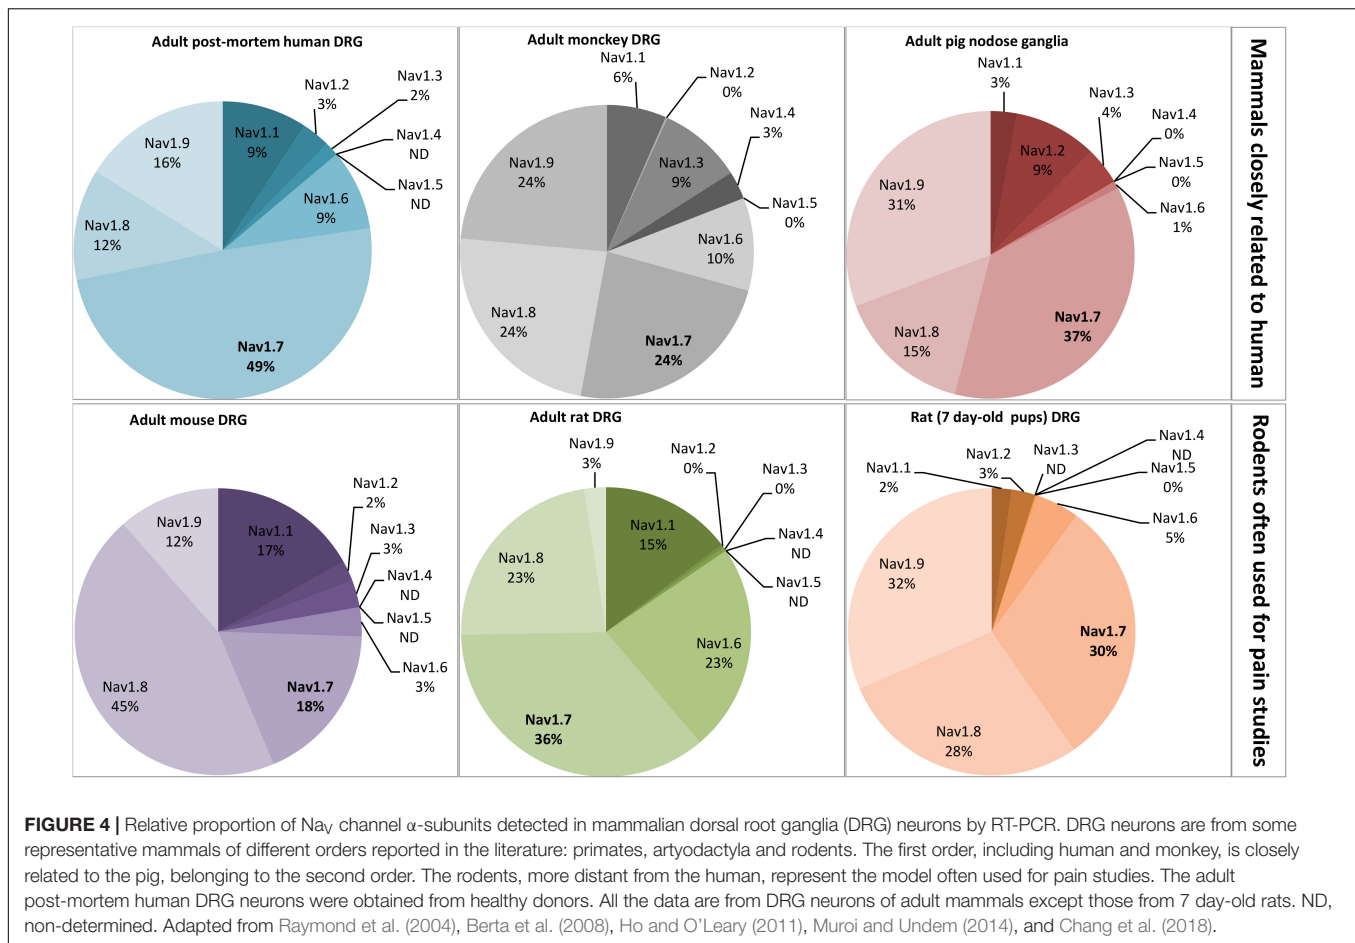 Adult post-mortem human DRG
Nav1.1
9%
Nav1.2
3%
Nav1.3
2%
Nav1.4
ND
Nav1.5
ND
Nav1.6
9%
Nav1.7
49%
Nav1.8
12%
Nav1.9
16%
Adult monckey DRG
Nav1.1
6%
Nav1.2
0%
Nav1.3
9%
Nav1.4
3%
Nav1.5
0%
Nav1.6
10%
Nav1.7
24%
Nav1.8
24%
Nav1.9
24%
Adult pig nodose ganglia
Nav1.1
3%
Nav1.2
9%
Nav1.3
4%
Nav1.4
0%
Nav1.5
0%
Nav1.6
1%
Nav1.7
37%
Nav1.8
15%
Nav1.9
31%
Mammals closely related to human
Adult mouse DRG
Nav1.1
17%
Nav1.2
2%
Nav1.3
3%
Nav1.4
ND
Nav1.5
ND
Nav1.6
3%
Nav1.7
18%
Nav1.8
45%
Nav1.9
12%
Adult rat DRG
Nav1.1
15%
Nav1.2
0%
Nav1.3
0%
Nav1.4
ND
Nav1.5
ND
Nav1.6
23%
Nav1.7
36%
Nav1.8
23%
Nav1.9
3%
Rat (7 day-old pups) DRG
Nav1.1
2%
Nav1.2
3%
Nav1.3
ND
Nav1.4
ND
Nav1.5
0%
Nav1.6
5%
Nav1.7
30%
Nav1.8
28%
Nav1.9
32%
Rodents often used for pain studies
FIGURE 4 | Relative proportion of NaV channel α-subunits detected in mammalian dorsal root ganglia (DRG) neurons by RT-PCR. DRG neurons are from some
representative mammals of different orders reported in the literature: primates, artyodactyla and rodents. The first order, including human and monkey, is closely
related to the pig, belonging to the second order. The rodents, more distant from the human, represent the model often used for pain studies. The adult
post-mortem human DRG neurons were obtained from healthy donors. All the data are from DRG neurons of adult mammals except those from 7 day-old rats. ND,
non-determined. Adapted from Raymond et al. (2004), Berta et al. (2008), Ho and O'Leary (2011), Muroi and Undem (2014), and Chang et al. (2018).